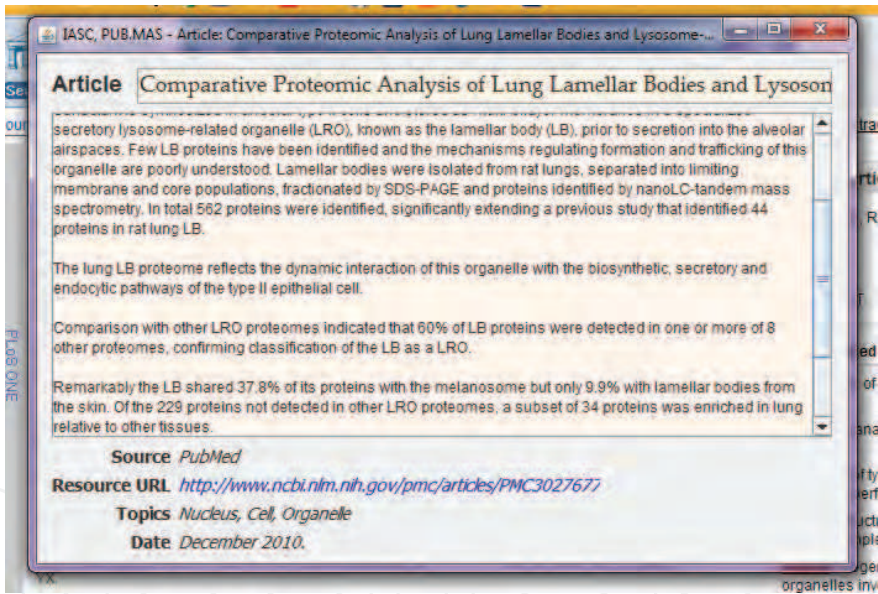 IASC, PUB.MAS - Article: Comparative Proteomic Analysis of Lung Lamellar Bodies and Lysosome-...
Article Comparative Proteomic Analysis of Lung Lamellar Bodies and Lysoson
secretory lysosome-related organelle (LRO), known as the lamellar body (LB), prior to secretion into the alveolar
airspaces. Few LB proteins have been identified and the mechanisms regulating formation and trafficking of this
organelle are poorly understood. Lamellar bodies were isolated from rat lungs, separated into limiting
membrane and core populations, fractionated by SDS-PAGE and proteins identified by nanoLC-tandem mass
spectrometry. In total 562 proteins were identified, significantly extending a previous study that identified 44
proteins in rat lung LB.
The lung LB proteome reflects the dynamic interaction of this organelle with the biosynthetic, secretory and
endocytic pathways of the type II epithelial cell.
Comparison with other LRO proteomes indicated that 60% of LB proteins were detected in one or more of 8
other proteomes, confirming classification of the LB as a LRO.
Remarkably the LB shared 37.8% of its proteins with the melanosome but only 9.9% with lamellar bodies from
the skin. Of the 229 proteins not detected in other LRO proteomes, a subset of 34 proteins was enriched in lung
relative to other tissues.
Source PubMed
Resource URL http://www.ncbi.nlm.nih.gov/pmc/articles/PMC3027677
Topics Nucleus, Cell, Organelle
Date December 2010.
PLoS ONE
organelles inv